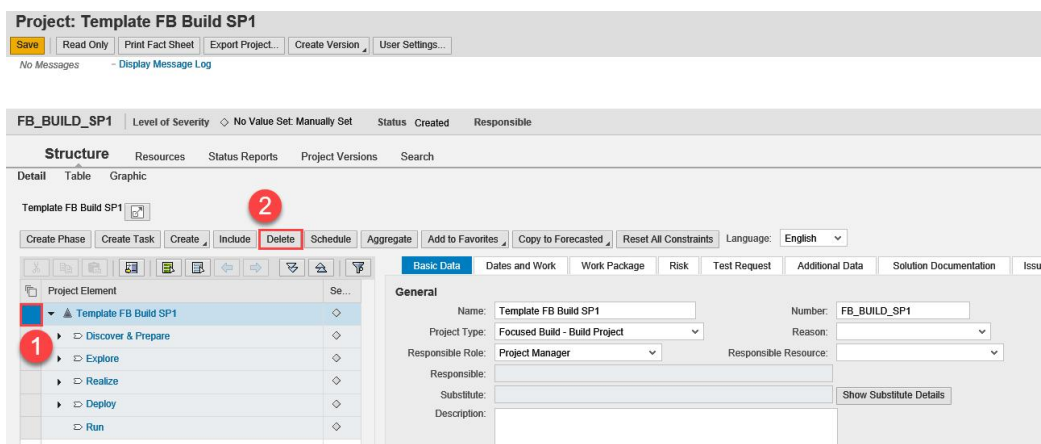 Project: Template FB Build SP1
Save Read Only Print Fact Sheet Export Project... Create Version User Settings...
No Messages - Display Message Log
FB_BUILD_SP1 Level of Severity No Value Set: Manually Set Status Created Responsible
Structure Resources Status Reports Project Versions Search
Detail Table Graphic
Template FB Build SP1
2
Create Phase Create Task Create Include Delete Schedule Aggregate Add to Favorites Copy to Forecasted Reset All Constraints Language: English
Basic Data Dates and Work Work Package Risk Test Request Additional Data Solution Documentation Issu
Project Element Se... General
Template FB Build SP1 Name: Template FB Build SP1 Number: FB_BUILD_SP1
1 Discover & Prepare Project Type: Focused Build - Build Project Reason:
Explore Responsible Role: Project Manager Responsible Resource:
Realize Responsible:
Deploy Substitute: Show Substitute Details
Run Description: